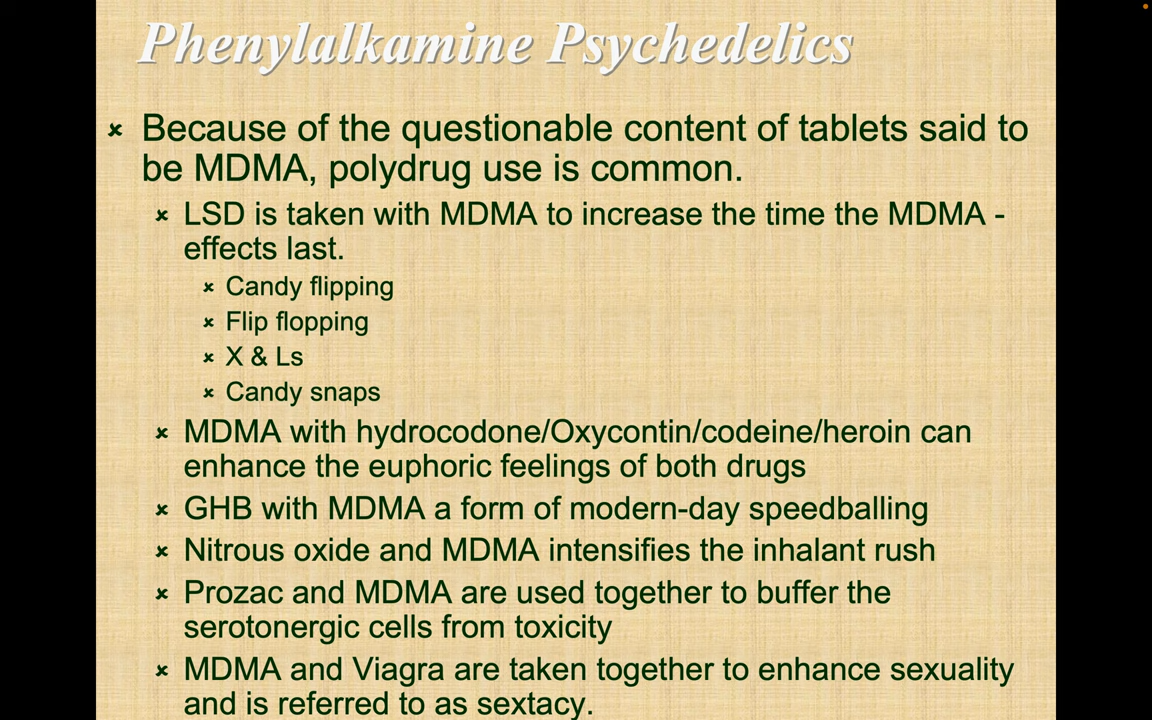 Phenylalkamine Psychedelics
Because of the questionable content of tablets said to
be MDMA, polydrug use is common.
LSD is taken with MDMA to increase the time the MDMA -
effects last.
Candy flipping
Flip flopping
X & Ls
Candy snaps
MDMA with hydrocodone/Oxycontin/codeine/heroin can
enhance the euphoric feelings of both drugs
GHB with MDMA a form of modern-day speedballing
Nitrous oxide and MDMA intensifies the inhalant rush
Prozac and MDMA are used together to buffer the
serotonergic cells from toxicity
MDMA and Viagra are taken together to enhance sexuality
and is referred to as sextacy.